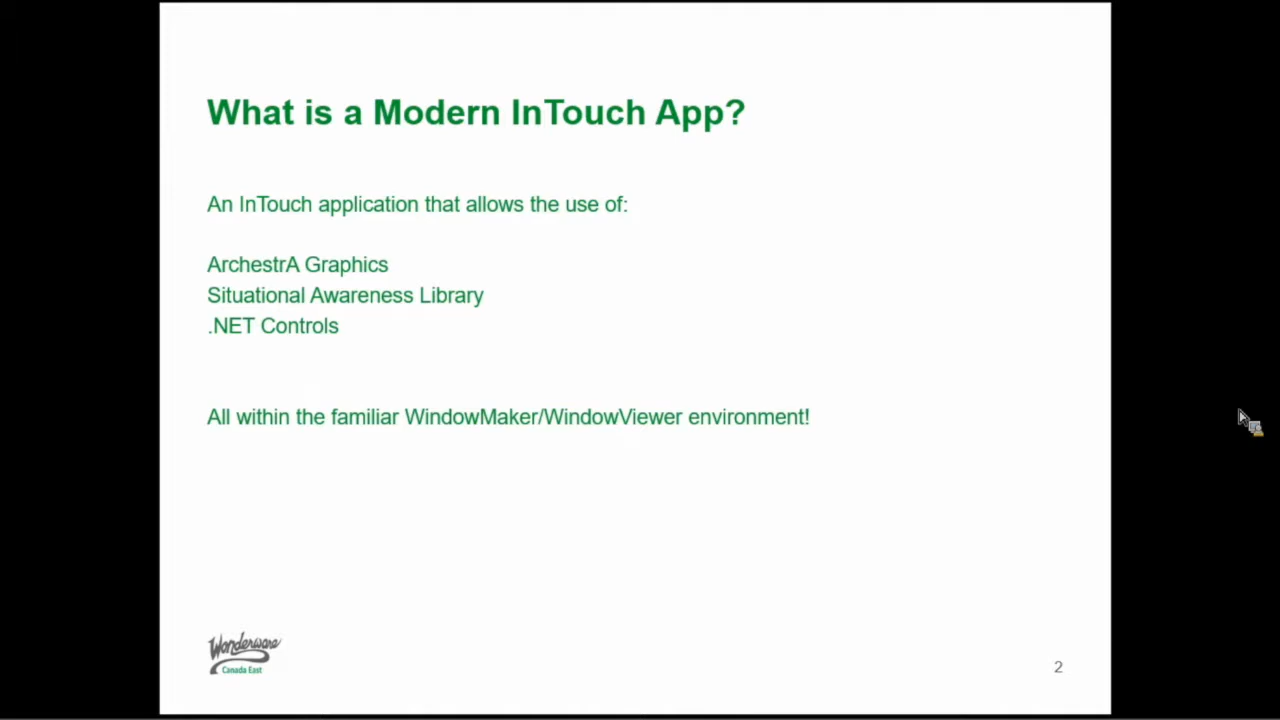 What is a Modern InTouch App?
An InTouch application that allows the use of:
ArchestrA Graphics
Situational Awareness Library
.NET Controls
All within the familiar WindowMaker/WindowViewer environment!
Wonderware
Canada East
2